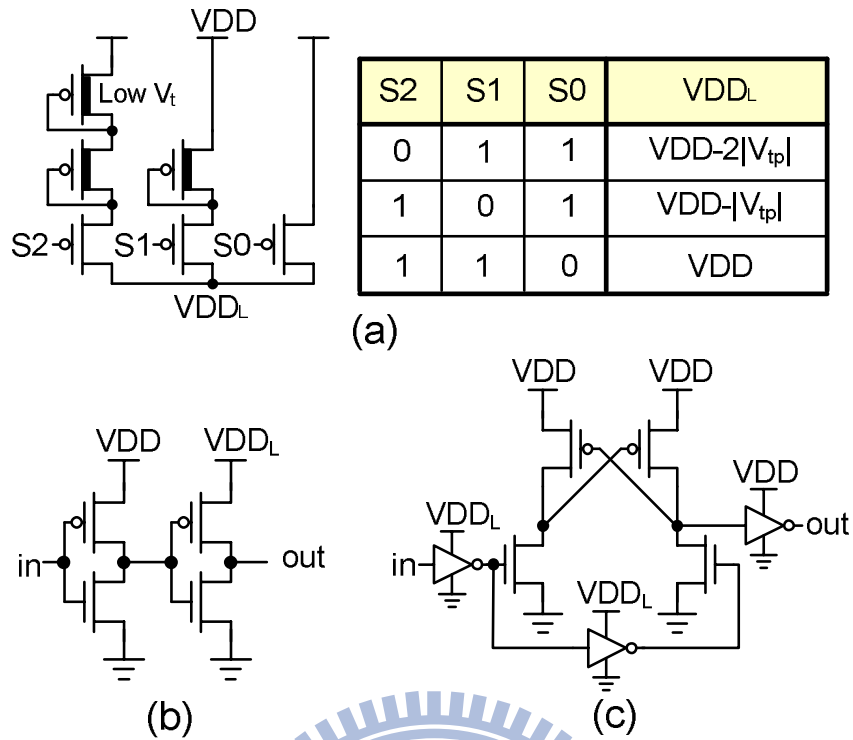 VDD
Low Vt
S2 S1 S0
VDDL
S2 S1 S0 VDDL
0 1 1 VDD-2|Vtp|
1 0 1 VDD-|Vtp|
1 1 0 VDD
(a)
VDD VDDL
in out
(b)
VDD VDD
VDDL VDD
in out
VDDL
(c)